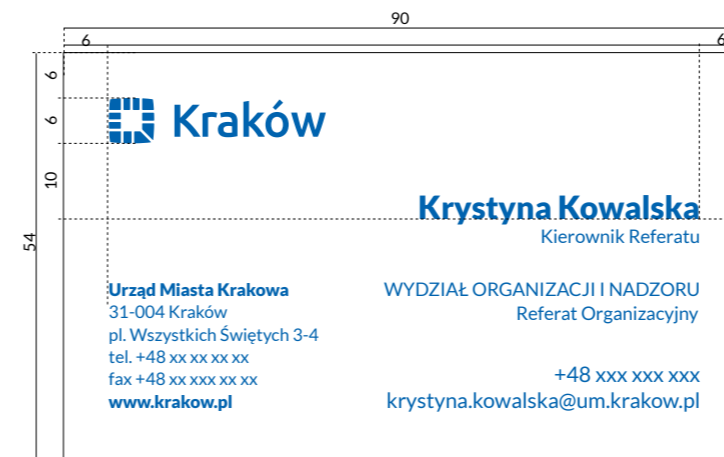 90
6
6
6
6
10
54
Kraków
Krystyna Kowalska
Kierownik Referatu
Urząd Miasta Krakowa
31-004 Kraków
pl. Wszystkich Świętych 3-4
tel. +48 xx xx xx xx
fax +48 xx xxx xx xx
www.krakow.pl
WYDZIAŁ ORGANIZACJI I NADZORU
Referat Organizacyjny
+48 xxx xxx xxx
krystyna.kowalska@um.krakow.pl